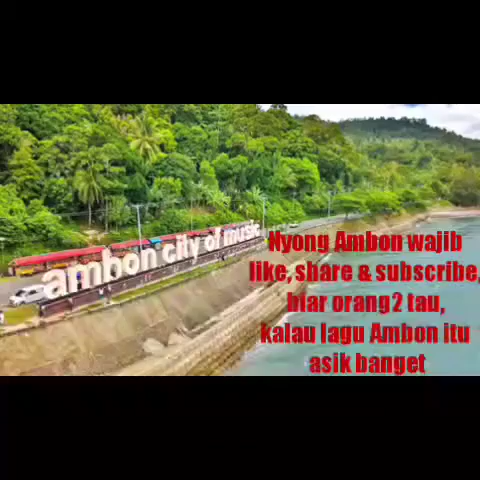 ambon city of music
Nyong Ambon wajib
like, share & subscribe,
biar orang2 tau,
kalau lagu Ambon itu
asik banget